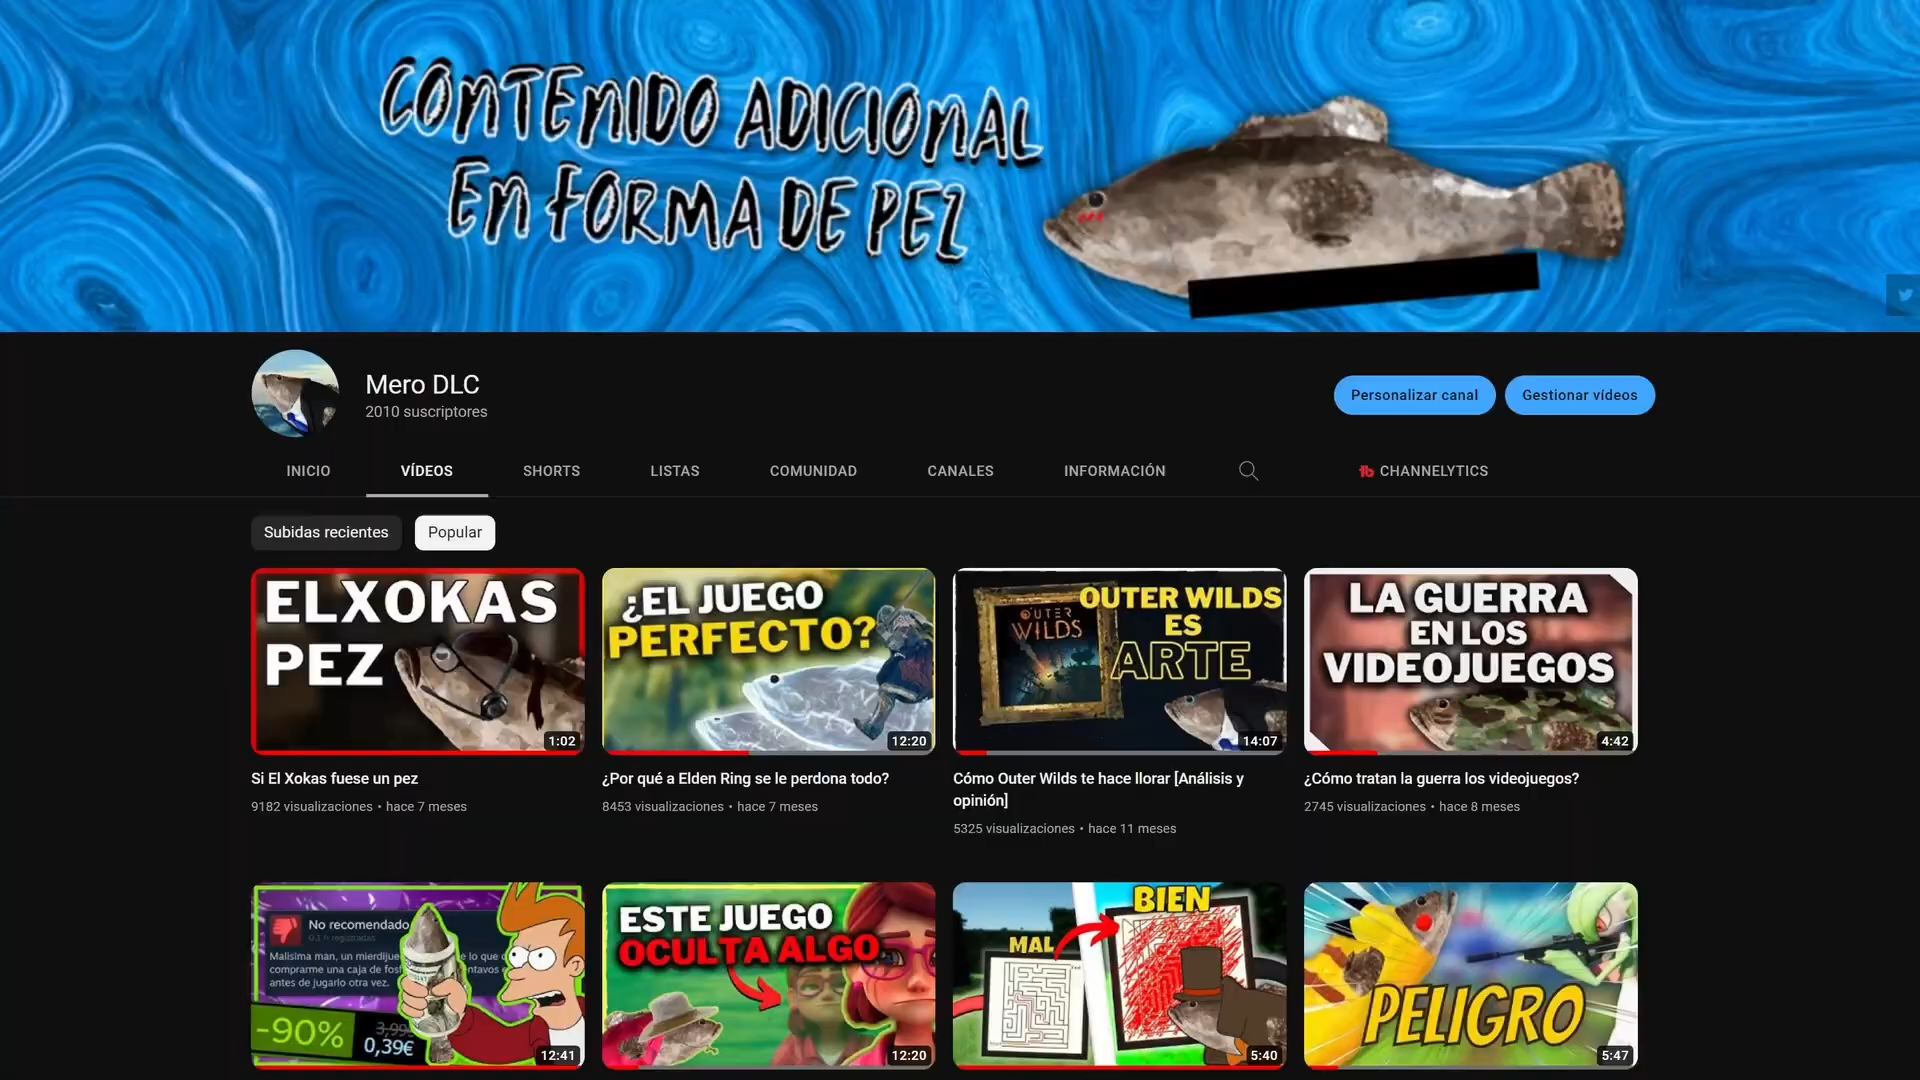 CONTENIDO ADICIONAL
EN FORMA DE PEZ
Mero DLC
2010 suscriptores
Personalizar canal
Gestionar vídeos
INICIO
VÍDEOS
SHORTS
LISTAS
COMUNIDAD
CANALES
INFORMACIÓN
CHANNELYTICS
Subidas recientes
Popular
ELXOKAS
PEZ
1:02
¿EL JUEGO
PERFECTO?
12:20
OUTER
WILDS
OUTER WILDS
ES
ARTE
14:07
LA GUERRA
EN LOS
VIDEOJUEGOS
4:42
Si El Xokas fuese un pez
9182 visualizaciones • hace 7 meses
¿Por qué a Elden Ring se le perdona todo?
8453 visualizaciones • hace 7 meses
Cómo Outer Wilds te hace llorar [Análisis y
opinión]
5325 visualizaciones • hace 11 meses
¿Cómo tratan la guerra los videojuegos?
2745 visualizaciones • hace 8 meses
No recomendado
Malisima man, un mierdijue e lo que
comprarme una caja de fosf entavos
antes de jugarlo otra vez.
-90%
3,99
0,39€
12:41
ESTE JUEGO
OCULTA ALGO
12:20
MAL
BIEN
5:40
PELIGRO
5:47